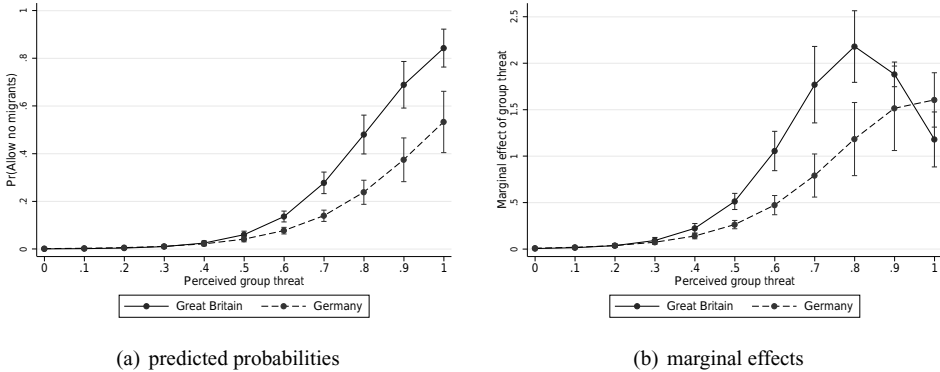 1
.8
.6
.4
.2
0
Pr(Allow no migrants)
0 .1 .2 .3 .4 .5 .6 .7 .8 .9 1
Perceived group threat
Great Britain Germany
(a) predicted probabilities
2.5
2
1.5
1
.5
0
Marginal effect of group threat
0 .1 .2 .3 .4 .5 .6 .7 .8 .9 1
Perceived group threat
Great Britain Germany
(b) marginal effects